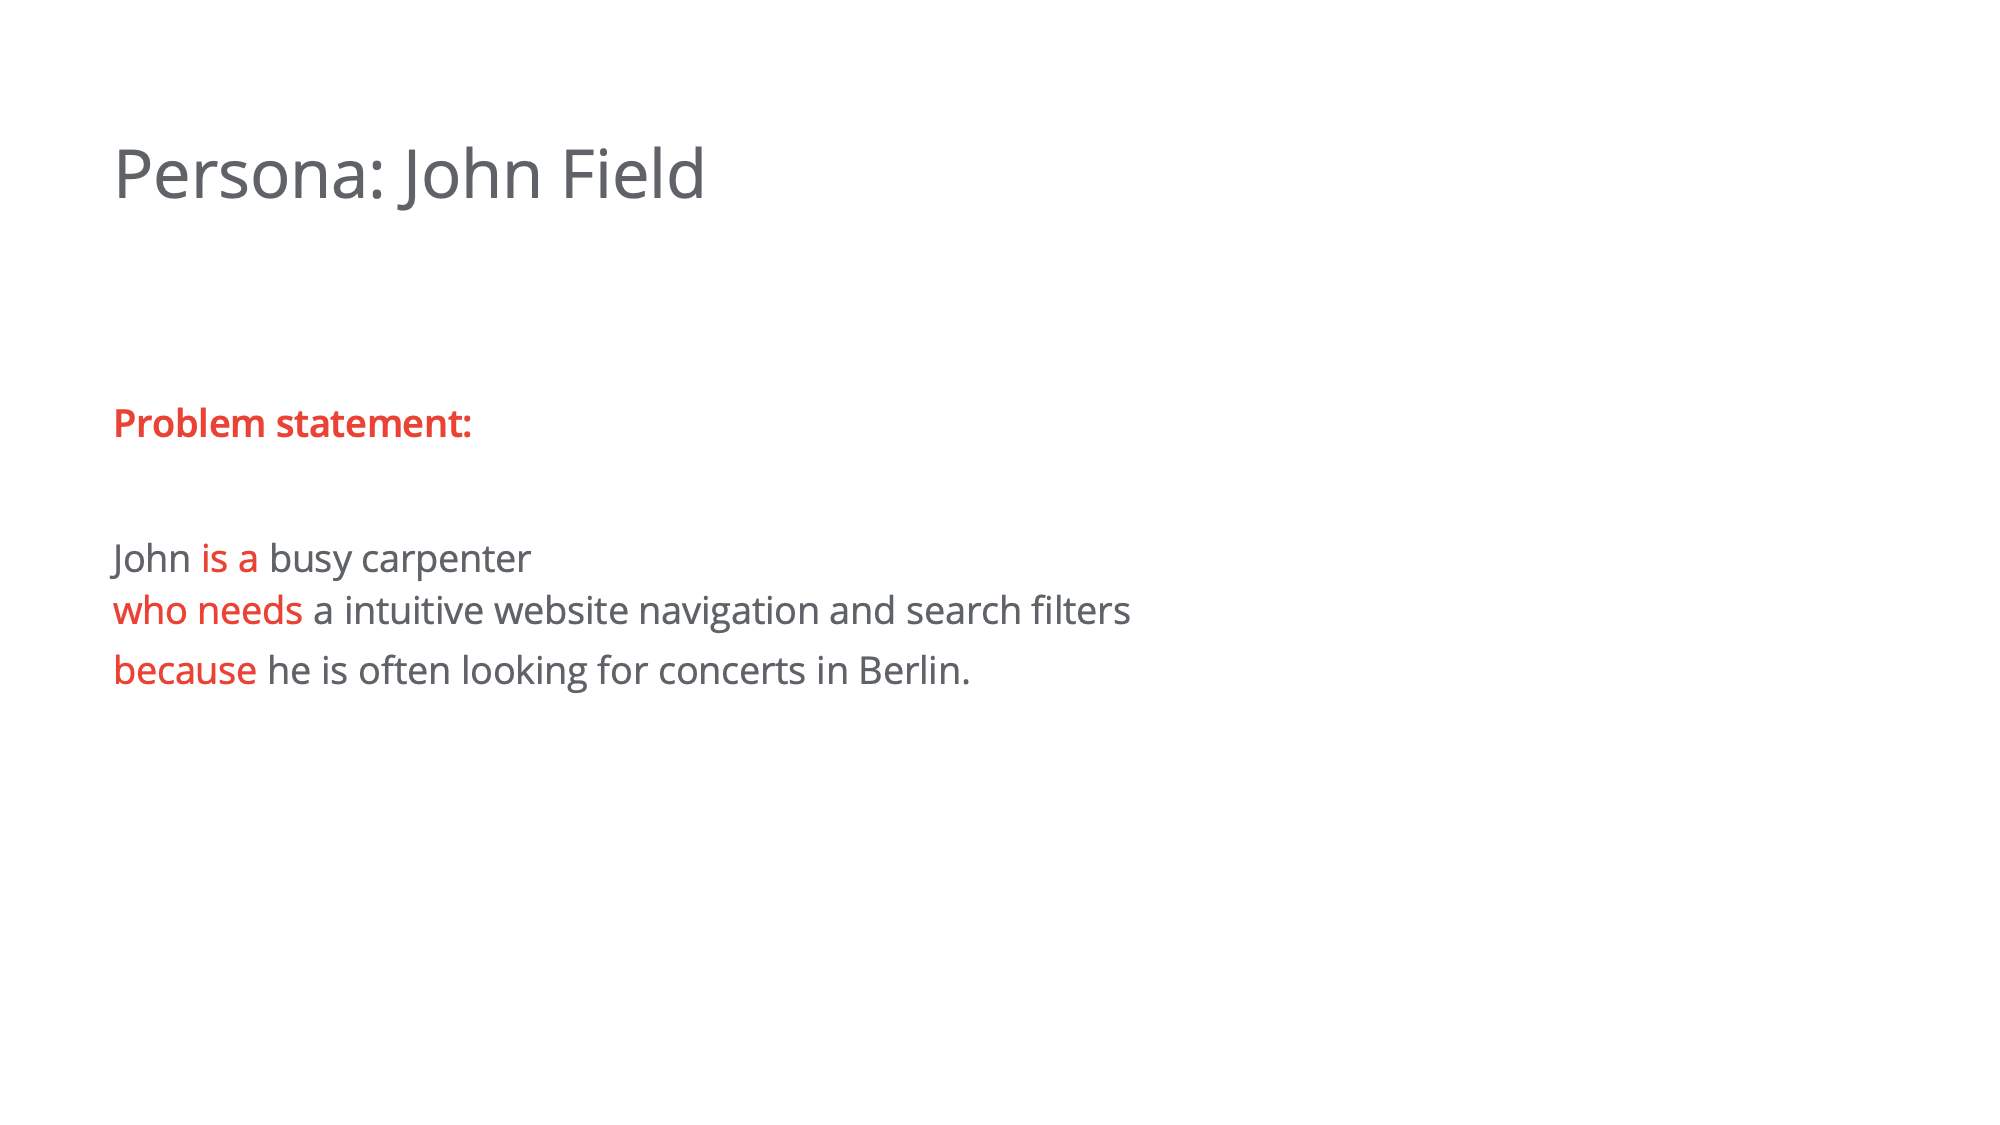 Persona: John Field
Problem statement:
John is a busy carpenter
who needs a intuitive website navigation and search filters
because he is often looking for concerts in Berlin.